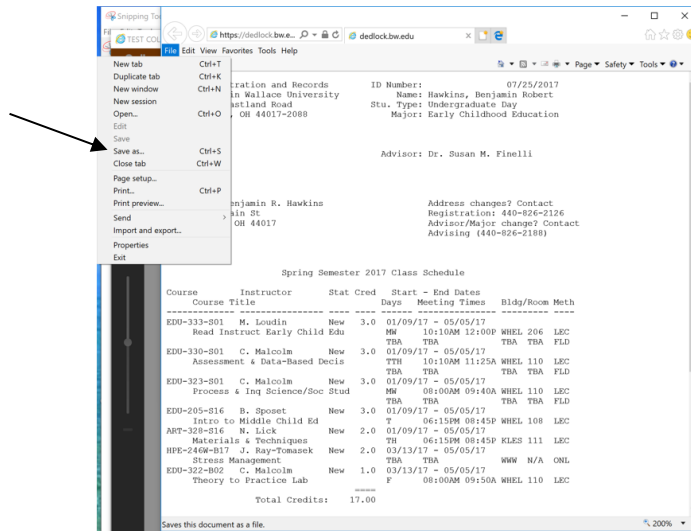 Snipping Too
https://dedlock.bw.e...
dedlock.bw.edu
TEST COU
File Edit View Favorites Tools Help
Page Safety Tools
New tab Ctrl+T
Duplicate tab Ctrl+K
New window Ctrl+N
New session
Open... Ctrl+O
Edit
Save
Save as... Ctrl+S
Close tab Ctrl+W
Page setup...
Print... Ctrl+P
Print preview...
Send
Import and export...
Properties
Exit
tration and Records ID Number: 07/25/2017
in Wallace University Name: Hawkins, Benjamin Robert
astland Road Stu. Type: Undergraduate Day
, OH 44017-2088 Major: Early Childhood Education
Advisor: Dr. Susan M. Finelli
enjamin R. Hawkins Address changes? Contact
ain St Registration: 440-826-2126
OH 44017 Advisor/Major change? Contact
Advising (440-826-2188)
Spring Semester 2017 Class Schedule
Course Instructor Stat Cred Start - End Dates
Course Title Days Meeting Times Bldg/Room Meth
EDU-333-S01 M. Loudin New 3.0 01/09/17 - 05/05/17
Read Instruct Early Child Edu MW 10:10AM 12:00P WHEL 206 LEC
TBA TBA TBA TBA FLD
EDU-330-S01 C. Malcolm New 3.0 01/09/17 - 05/05/17
Assessment & Data-Based Decis TTH 10:10AM 11:25A WHEL 110 LEC
TBA TBA TBA TBA FLD
EDU-323-S01 C. Malcolm New 3.0 01/09/17 - 05/05/17
Process & Inq Science/Soc Stud MW 08:00AM 09:40A WHEL 110 LEC
TBA TBA TBA TBA FLD
EDU-205-S16 B. Sposet New 3.0 01/09/17 - 05/05/17
Intro to Middle Child Ed T 06:15PM 08:45P WHEL 108 LEC
ART-328-S16 N. Lick New 2.0 01/09/17 - 05/05/17
Materials & Techniques TH 06:15PM 08:45P KLES 111 LEC
HPE-246W-B17 J. Ray-Tomasek New 2.0 03/13/17 - 05/05/17
Stress Management TBA TBA WWW N/A ONL
EDU-322-B02 C. Malcolm New 1.0 03/13/17 - 05/05/17
Theory to Practice Lab F 08:00AM 09:50A WHEL 110 LEC
====
Total Credits: 17.00
Saves this document as a file. 200%